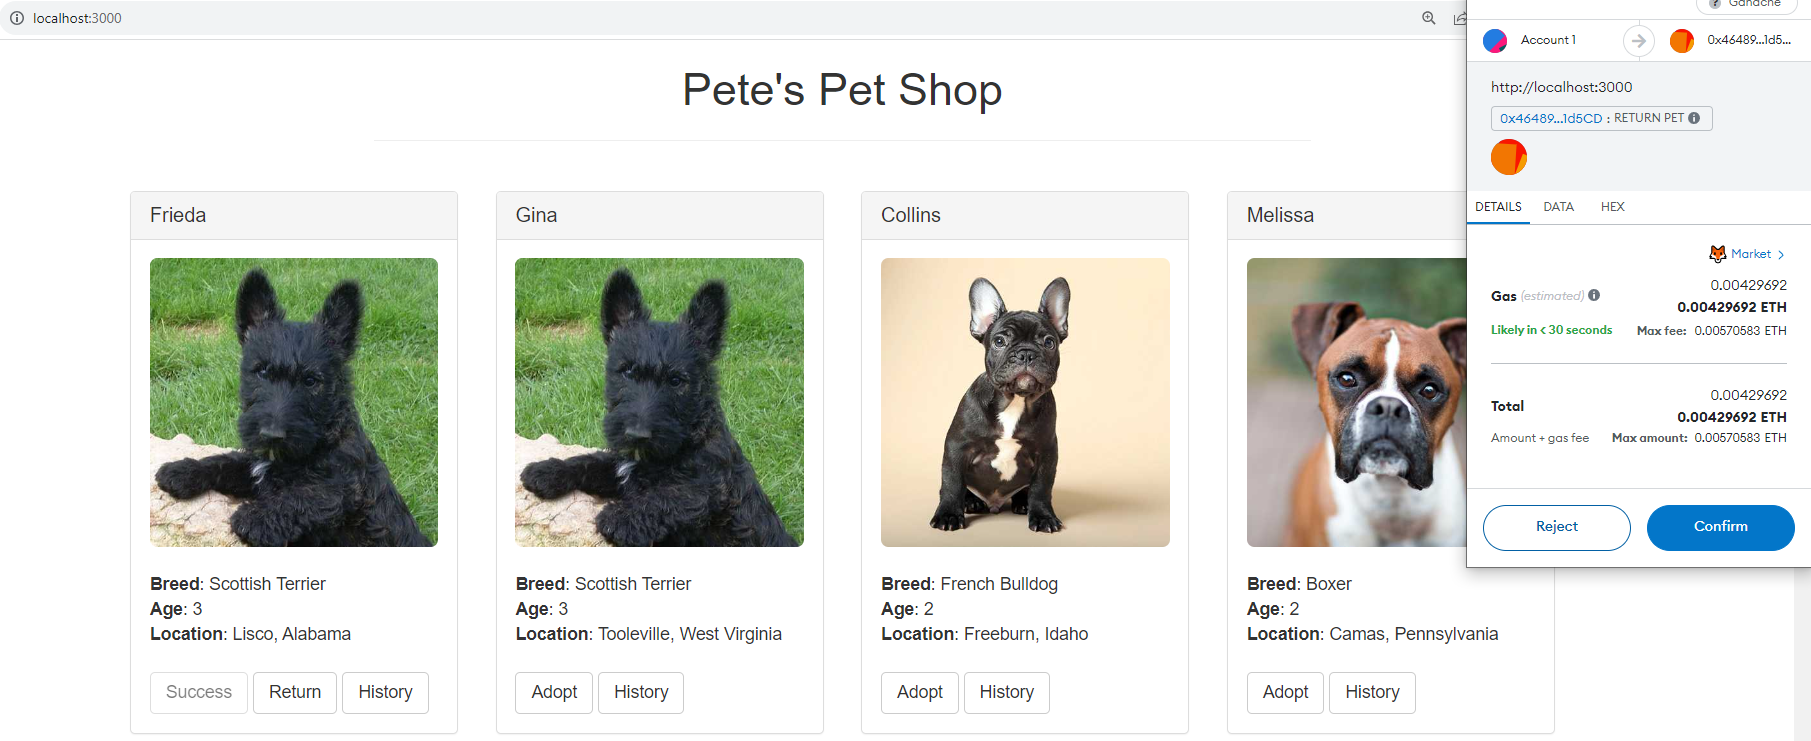 localhost:3000
Pete's Pet Shop
Frieda
Breed: Scottish Terrier
Age: 3
Location: Lisco, Alabama
Success Return History
Gina
Breed: Scottish Terrier
Age: 3
Location: Tooleville, West Virginia
Adopt History
Collins
Breed: French Bulldog
Age: 2
Location: Freeburn, Idaho
Adopt History
Melissa
Breed: Boxer
Age: 2
Location: Camas, Pennsylvania
Adopt History
? Ganache
Account 1 0x46489...1d5...
http://localhost:3000
0x46489...1d5CD : RETURN PET
DETAILS DATA HEX
Market >
Gas (estimated) 0.00429692
0.00429692 ETH
Likely in < 30 seconds Max fee: 0.00570583 ETH
Total 0.00429692
0.00429692 ETH
Amount + gas fee Max amount: 0.00570583 ETH
Reject Confirm